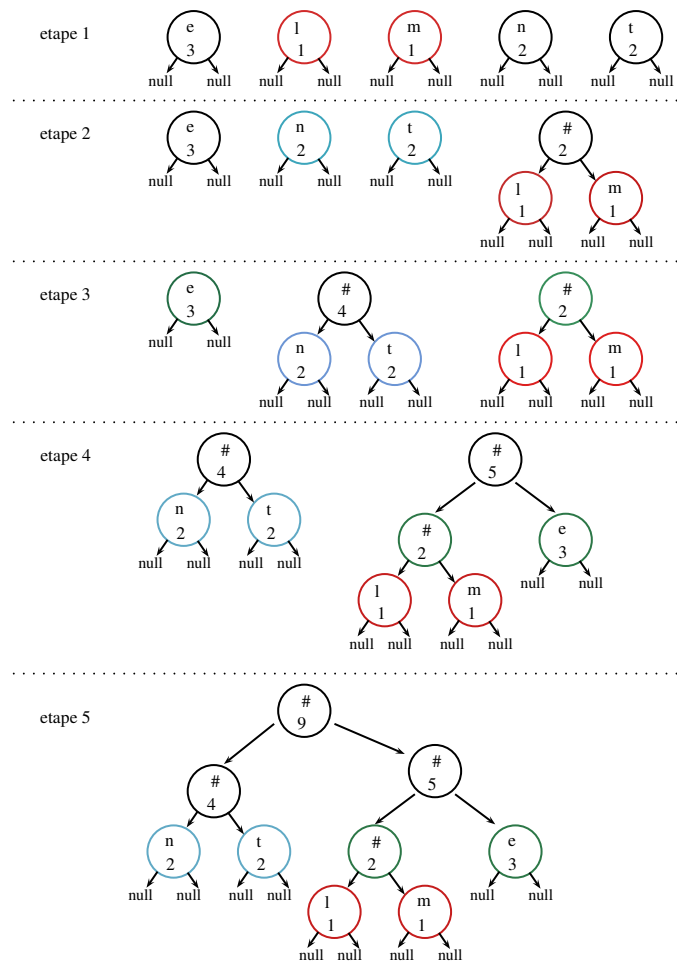 etape 1
e l m n t
3 1 1 2 2
null null null null null null null null null null
etape 2
e n t #
3 2 2 2
null null null null null null
l m
1 1
null null null null
etape 3
e # #
3 4 2
null null
n t l m
2 2 1 1
null null null null null null null null
etape 4
# #
4 5
n t # e
2 2 2 3
null null null null null null
l m
1 1
null null null null
etape 5
#
9
# #
4 5
n t # e
2 2 2 3
null null null null null null
l m
1 1
null null null null